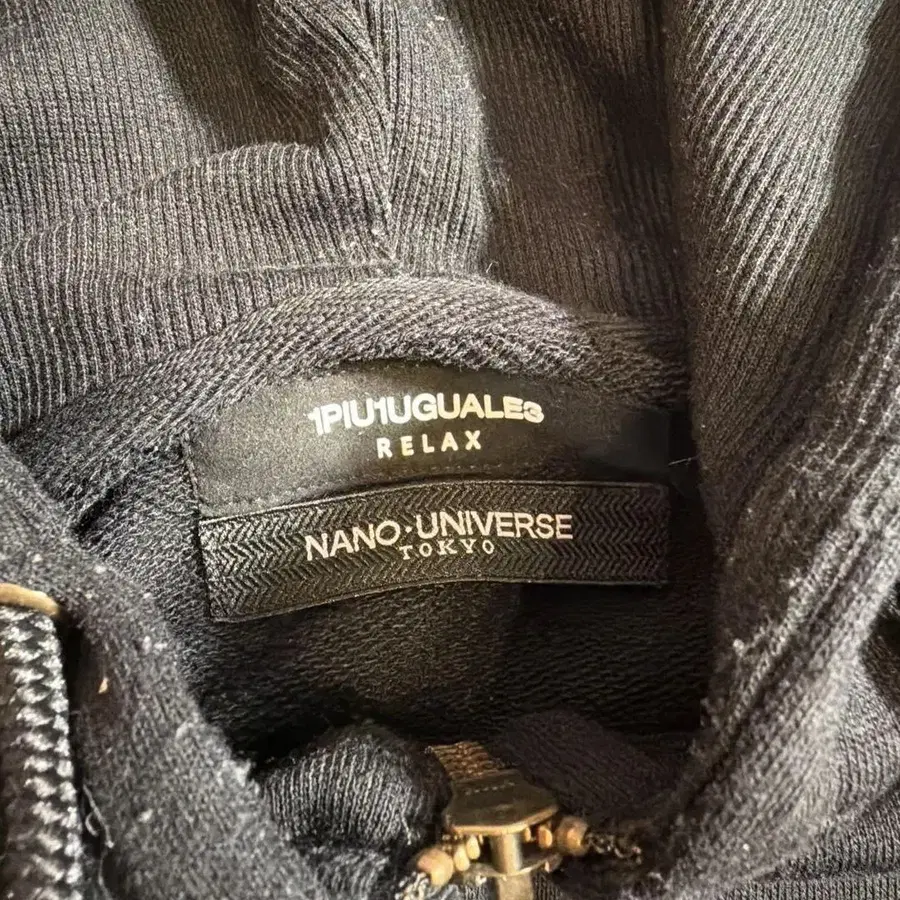 1PIU1UGUALE3
RELAX
NANO·UNIVERSE
TOKYO